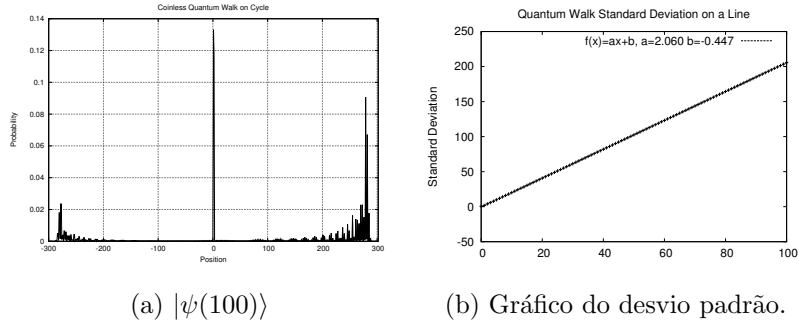 Coinless Quantum Walk on Cycle
0.14
0.12
0.1
0.08
0.06
0.04
0.02
0
Probability
-300 -200 -100 0 100 200 300
Position
(a) |ψ(100)⟩
Quantum Walk Standard Deviation on a Line
f(x)=ax+b, a=2.060 b=-0.447
250
200
150
100
50
0
-50
Standard Deviation
0 20 40 60 80 100
(b) Gráfico do desvio padrão.